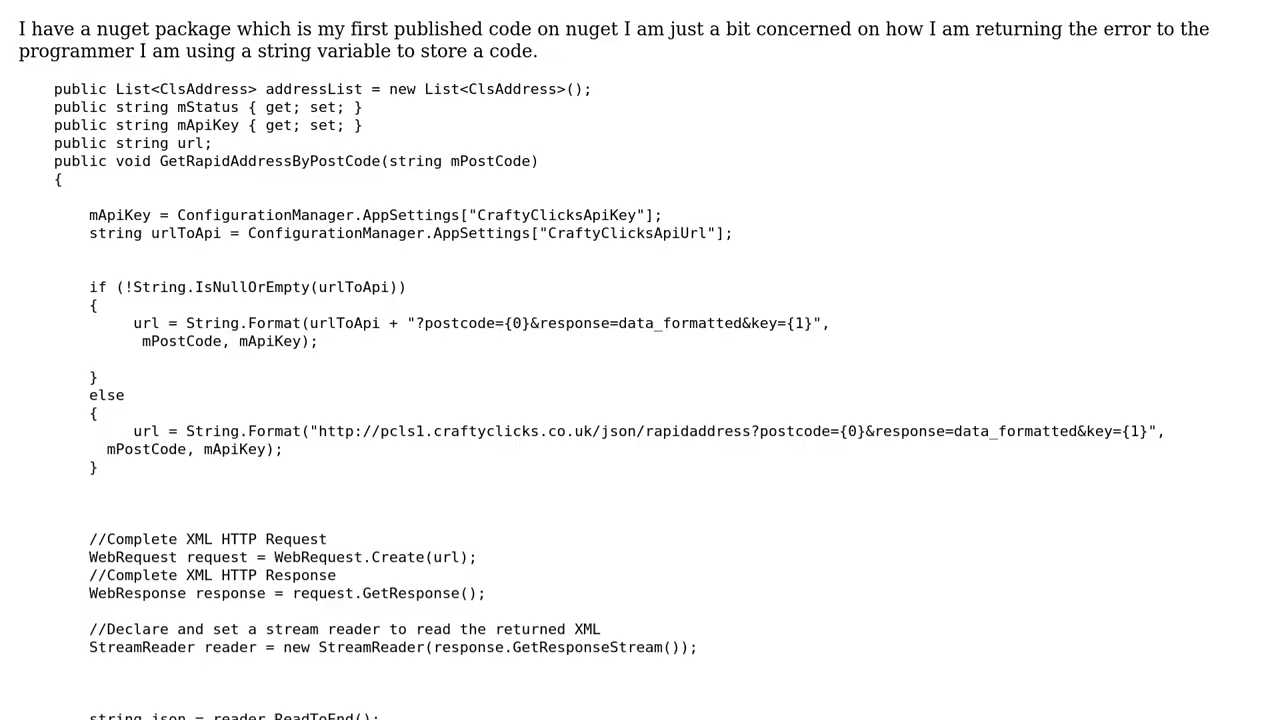 I have a nuget package which is my first published code on nuget I am just a bit concerned on how I am returning the error to the
programmer I am using a string variable to store a code.
public List<ClsAddress> addressList = new List<ClsAddress>();
public string mStatus { get; set; }
public string mApiKey { get; set; }
public string url;
public void GetRapidAddressByPostCode(string mPostCode)
{
mApiKey = ConfigurationManager.AppSettings["CraftyClicksApiKey"];
string urlToApi = ConfigurationManager.AppSettings["CraftyClicksApiUrl"];
if (!String.IsNullOrEmpty(urlToApi))
{
url = String.Format(urlToApi + "?postcode={0}&response=data_formatted&key={1}",
mPostCode, mApiKey);
}
else
{
url = String.Format("http://pcls1.craftyclicks.co.uk/json/rapidaddress?postcode={0}&response=data_formatted&key={1}",
mPostCode, mApiKey);
}
//Complete XML HTTP Request
WebRequest request = WebRequest.Create(url);
//Complete XML HTTP Response
WebResponse response = request.GetResponse();
//Declare and set a stream reader to read the returned XML
StreamReader reader = new StreamReader(response.GetResponseStream());
string json = reader.ReadToEnd();